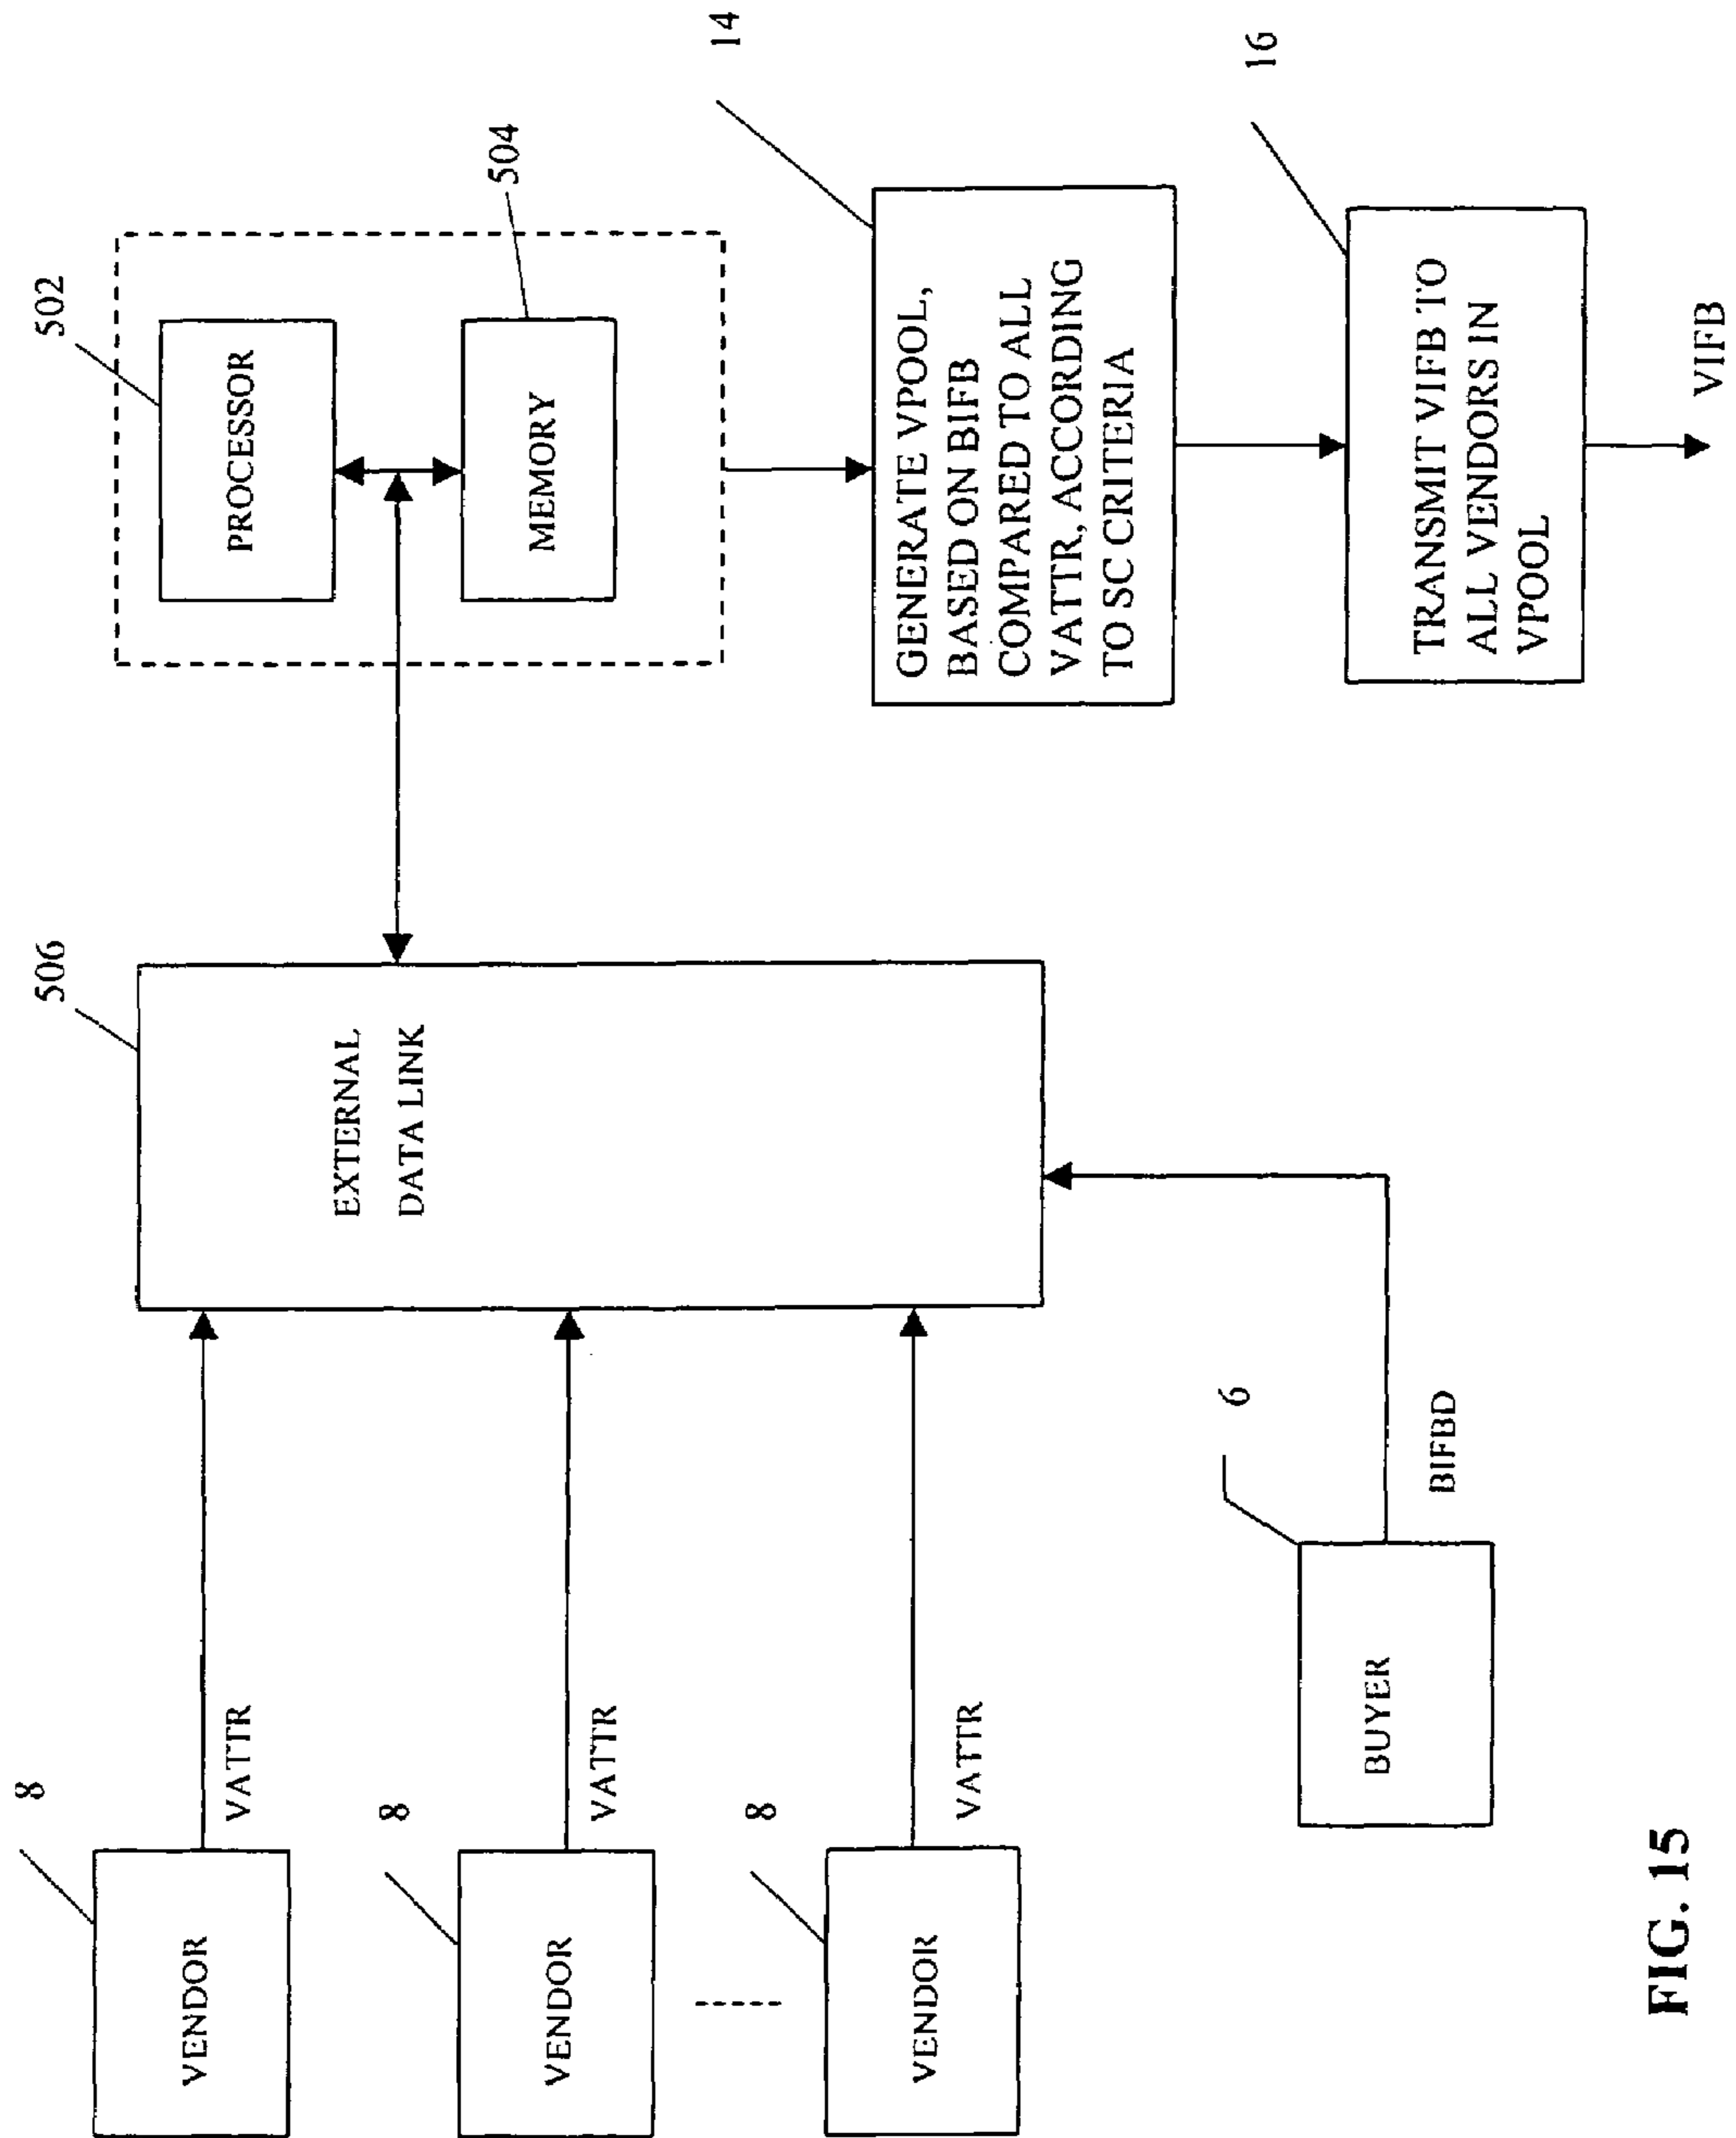 8
VENDOR
VATTR
8
VENDOR
VATTR
8
VENDOR
VATTR
6
BUYER
BIFBD
506
EXTERNAL
DATA LINK
502
PROCESSOR
504
MEMORY
14
GENERATE VPOOL,
BASED ON BIFB
COMPARED TO ALL
VATTR, ACCORDING
TO SC CRITERIA
16
TRANSMIT VIFB TO
ALL VENDORS IN
VPOOL
VIFB
FIG. 15